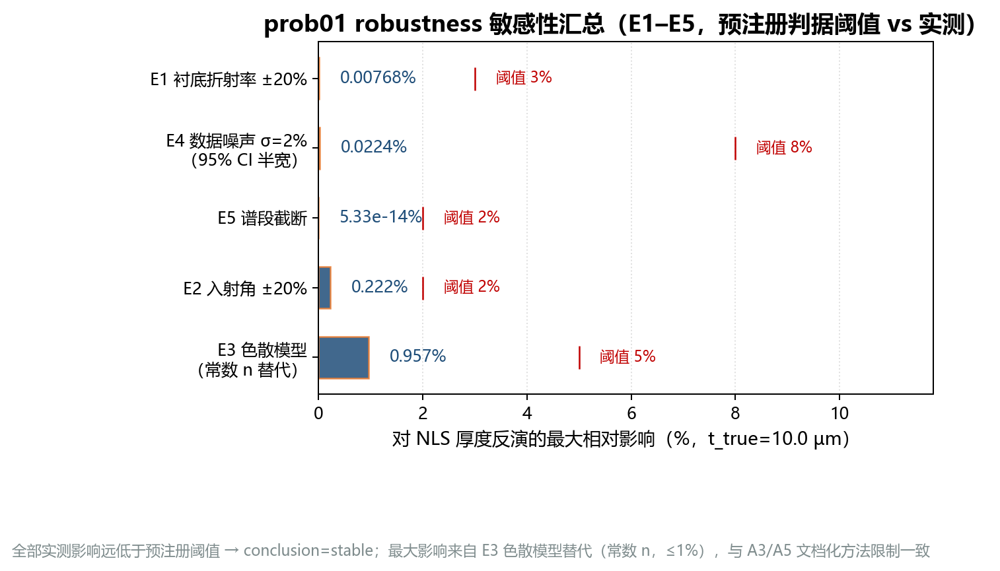 prob01 robustness 敏感性汇总（E1–E5，预注册判据阈值 vs 实测）
E1 衬底折射率 ±20%
0.00768%
阈值 3%
E4 数据噪声 σ=2%
（95% CI 半宽）
0.0224%
阈值 8%
E5 谱段截断
5.33e-14%
阈值 2%
E2 入射角 ±20%
0.222%
阈值 2%
E3 色散模型
（常数 n 替代）
0.957%
阈值 5%
0 2 4 6 8 10
对 NLS 厚度反演的最大相对影响（%，t_true=10.0 μm）
全部实测影响远低于预注册阈值 → conclusion=stable；最大影响来自 E3 色散模型替代（常数 n，≤1%），与 A3/A5 文档化方法限制一致